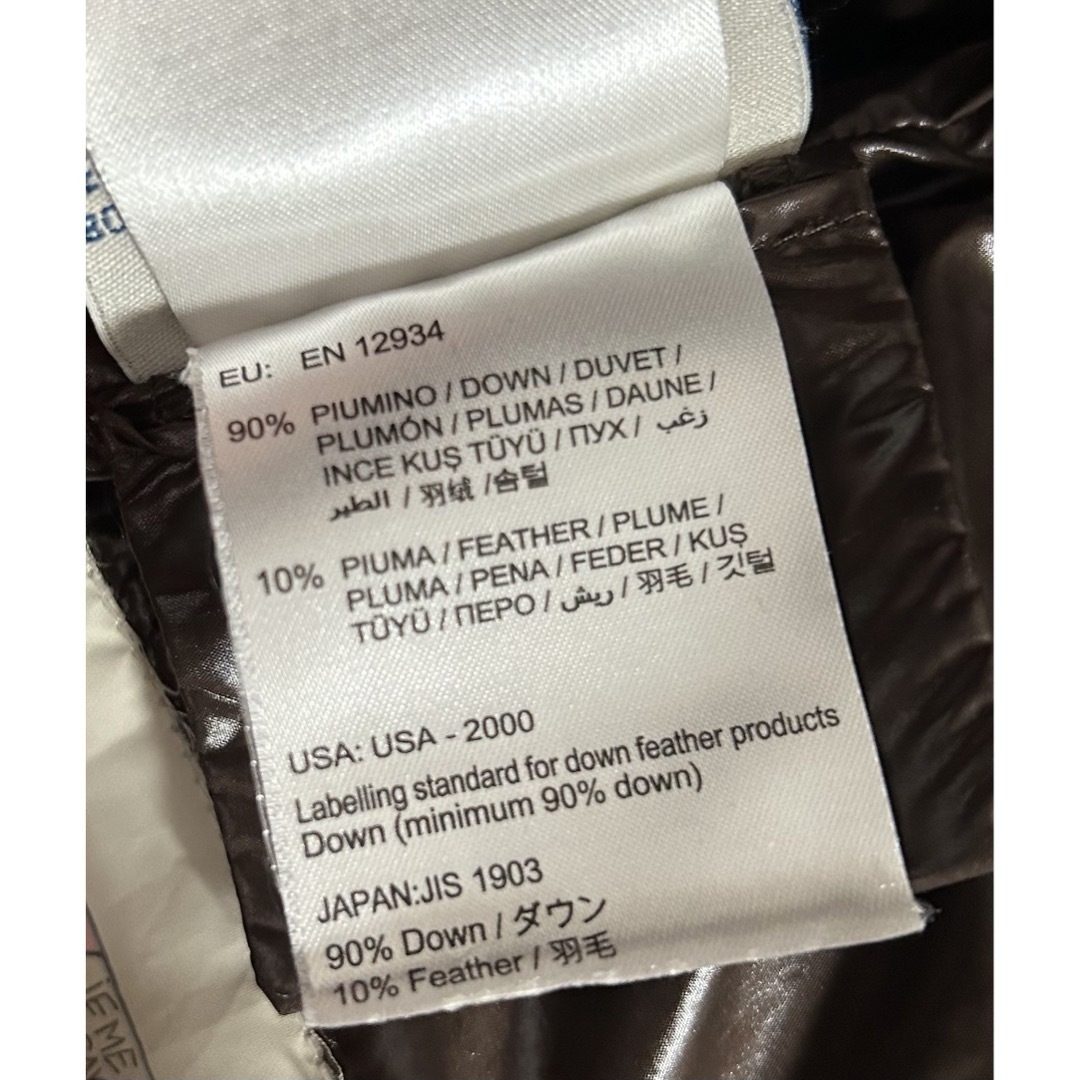 EU: EN 12934
90% PIUMINO / DOWN / DUVET /
PLUMÓN / PLUMAS / DAUNE /
INCE KUŞ TÜYÜ / ПУХ / زغب
الطير / 羽绒 /솜털
10% PIUMA / FEATHER / PLUME /
PLUMA / PENA / FEDER / KUŞ
TÜYÜ / ПЕРО / ريش / 羽毛 / 깃털
USA: USA - 2000
Labelling standard for down feather products
Down (minimum 90% down)
JAPAN:JIS 1903
90% Down / ダウン
10% Feather / 羽毛